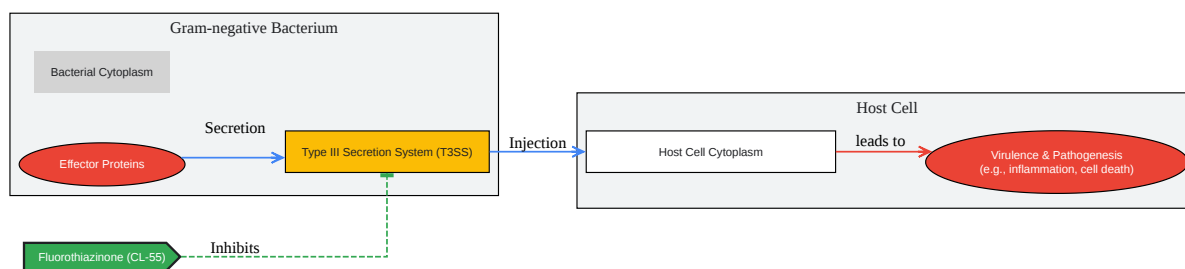 Gram-negative Bacterium
Bacterial Cytoplasm
Host Cell
Secretion
Effector Proteins
Type III Secretion System (T3SS)
Injection
Host Cell Cytoplasm
leads to
Virulence & Pathogenesis
(e.g., inflammation, cell death)
Inhibits
Fluorothiazinone (CL-55)